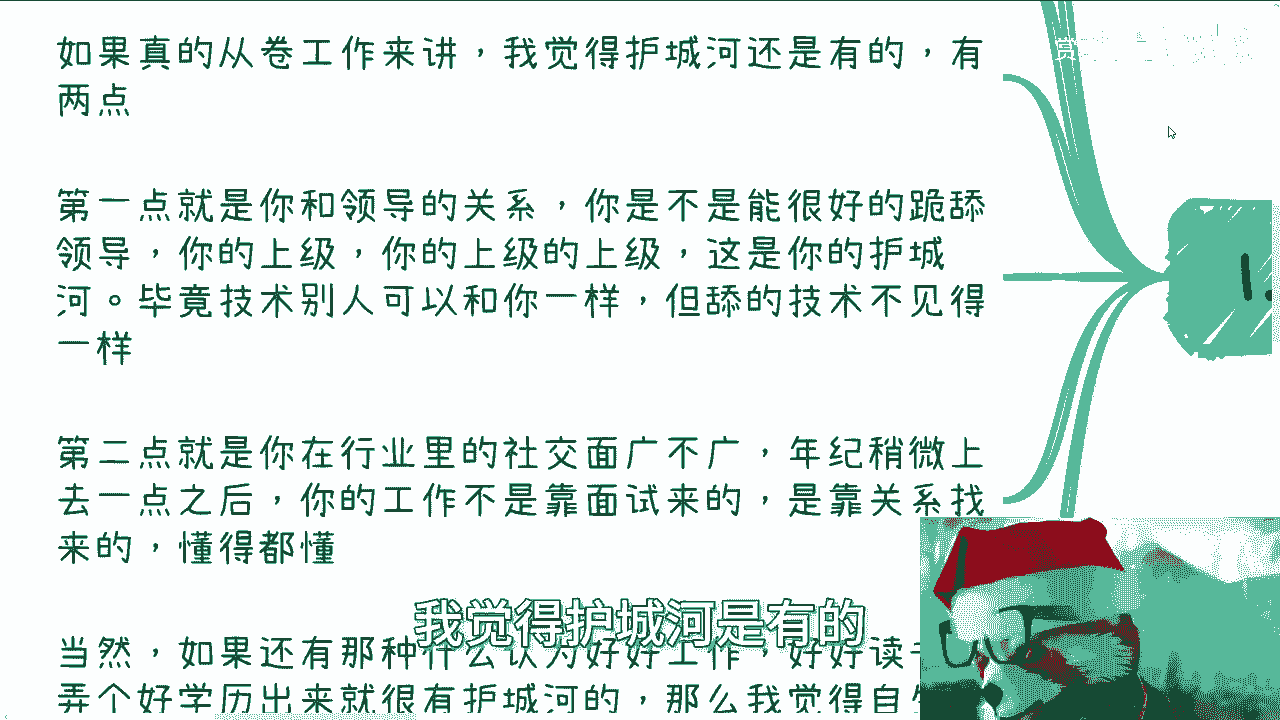 如果真的从卷工作来讲，我觉得护城河还是有的，有
两点
第一点就是你和领导的关系，你是不是能很好的跪舔
领导，你的上级，你的上级的上级，这是你的护城
河。毕竟技术别人可以和你一样，但舔的技术不见得
一样
第二点就是你在行业里的社交面广不广，年纪稍微上
去一点之后，你的工作不是靠面试来的，是靠关系找
来的，懂得都懂
当然，如果还有那种什么认为好好工作，好好读
弄个好学历出来就很有护城河的，那么我觉得自
我觉得护城河是有的
1.